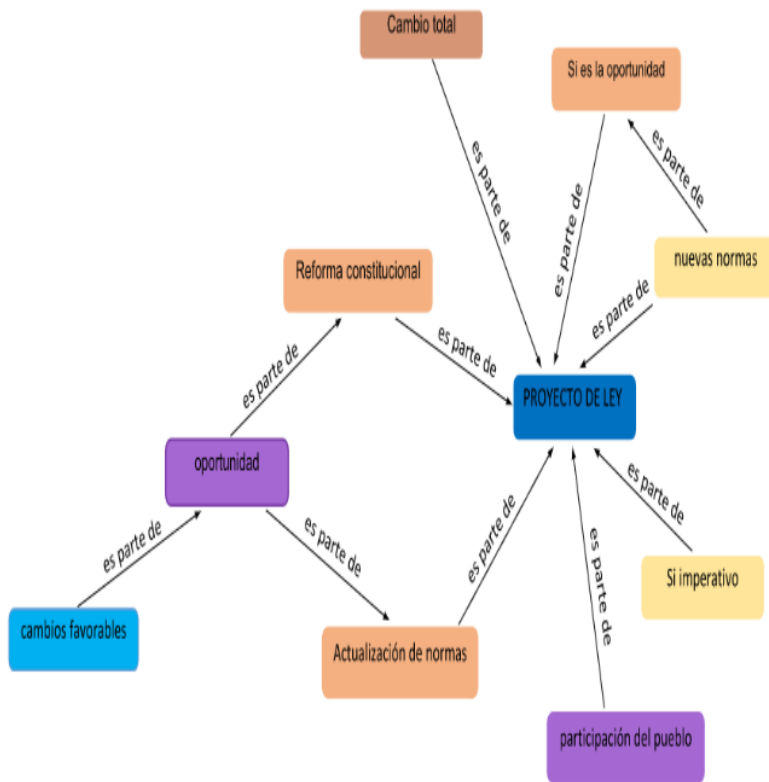 Cambio total
Si es la oportunidad
es parte de
es parte de
es parte de
nuevas normas
Reforma constitucional
es parte de
es parte de
es parte de
PROYECTO DE LEY
oportunidad
es parte de
es parte de
es parte de
es parte de
es parte de
Si imperativo
cambios favorables
Actualización de normas
participación del pueblo